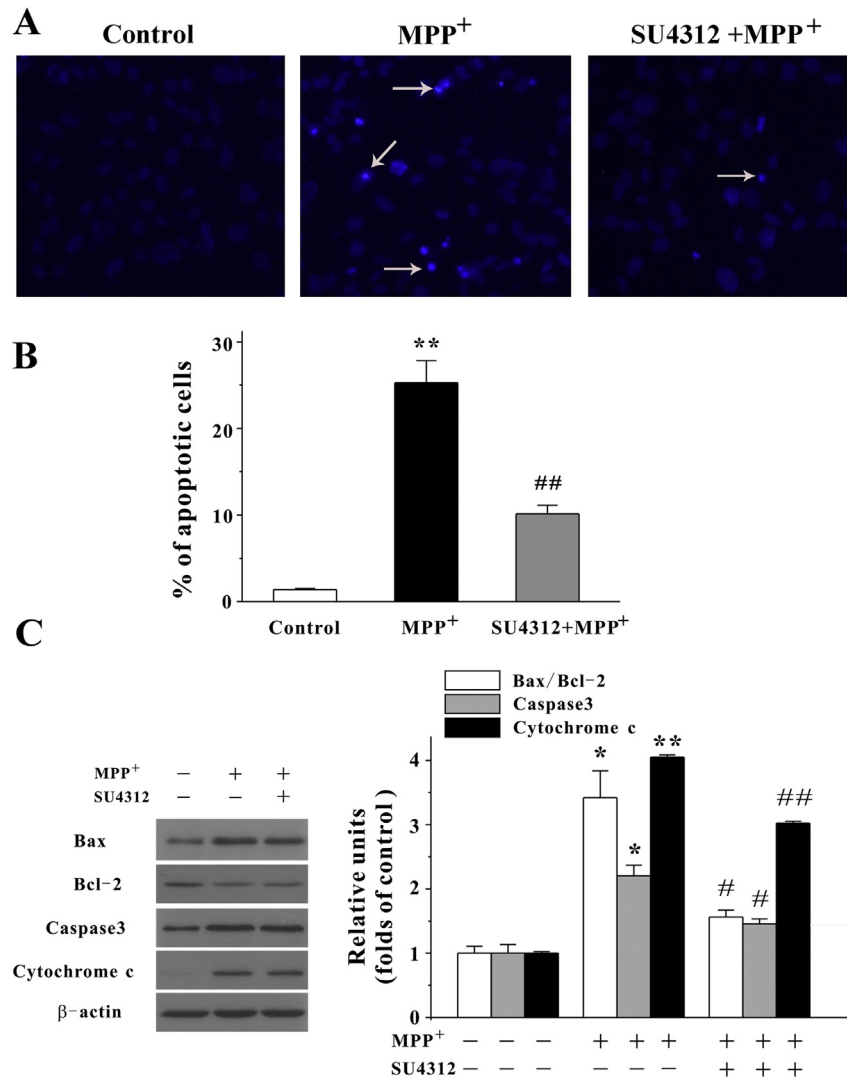 A
Control MPP+ SU4312 +MPP+
B
% of apoptotic cells
30
20
10
0
**
##
Control MPP+ SU4312+MPP+
C
MPP+ − + +
SU4312 − − +
Bax
Bcl-2
Caspase3
Cytochrome c
β-actin
Bax/Bcl-2
Caspase3
Cytochrome c
Relative units
(folds of control )
4
3
2
1
0
* * **
# # ##
MPP+ − − − + + + + + +
SU4312 − − − − − − + + +